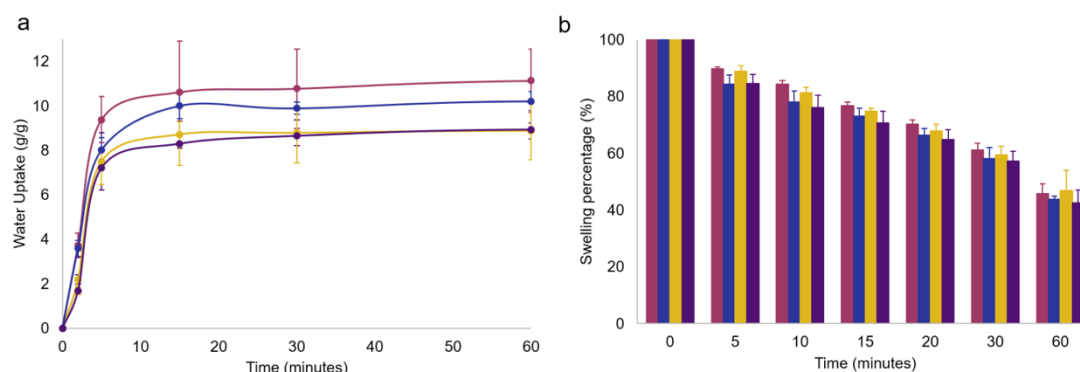 a
12
10
8
6
4
2
0
Water Uptake (g/g)
0 10 20 30 40 50 60
Time (minutes)
b
100
80
60
40
20
0
Swelling percentage (%)
0 5 10 15 20 30 60
Time (minutes)